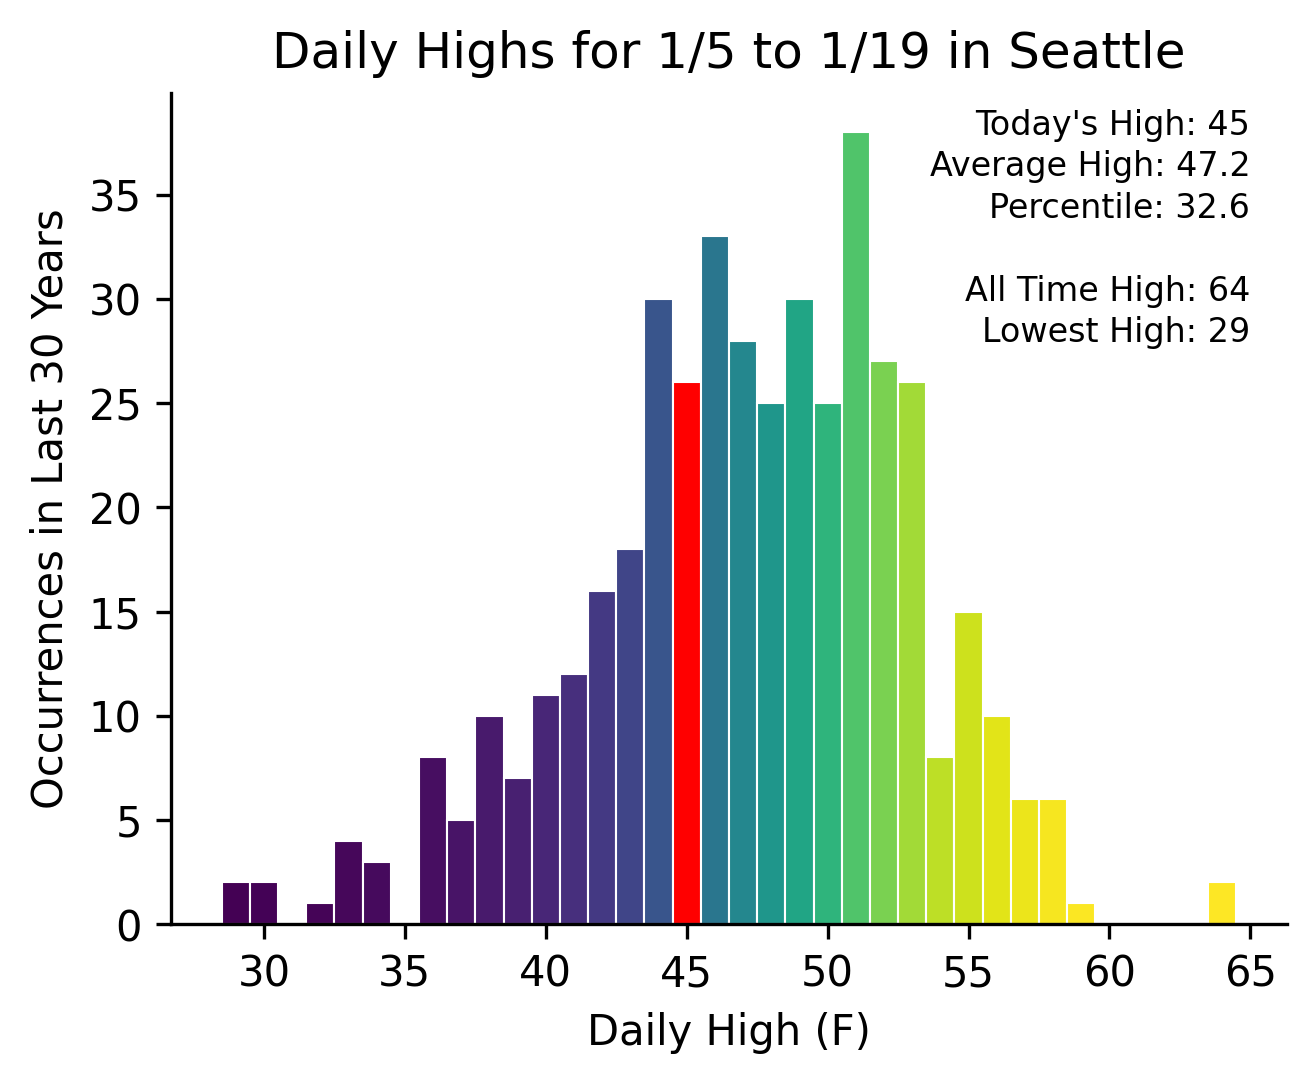 Daily Highs for 1/5 to 1/19 in Seattle
Today's High: 45
Average High: 47.2
Percentile: 32.6
All Time High: 64
Lowest High: 29
Occurrences in Last 30 Years
35
30
25
20
15
10
5
0
30 35 40 45 50 55 60 65
Daily High (F)